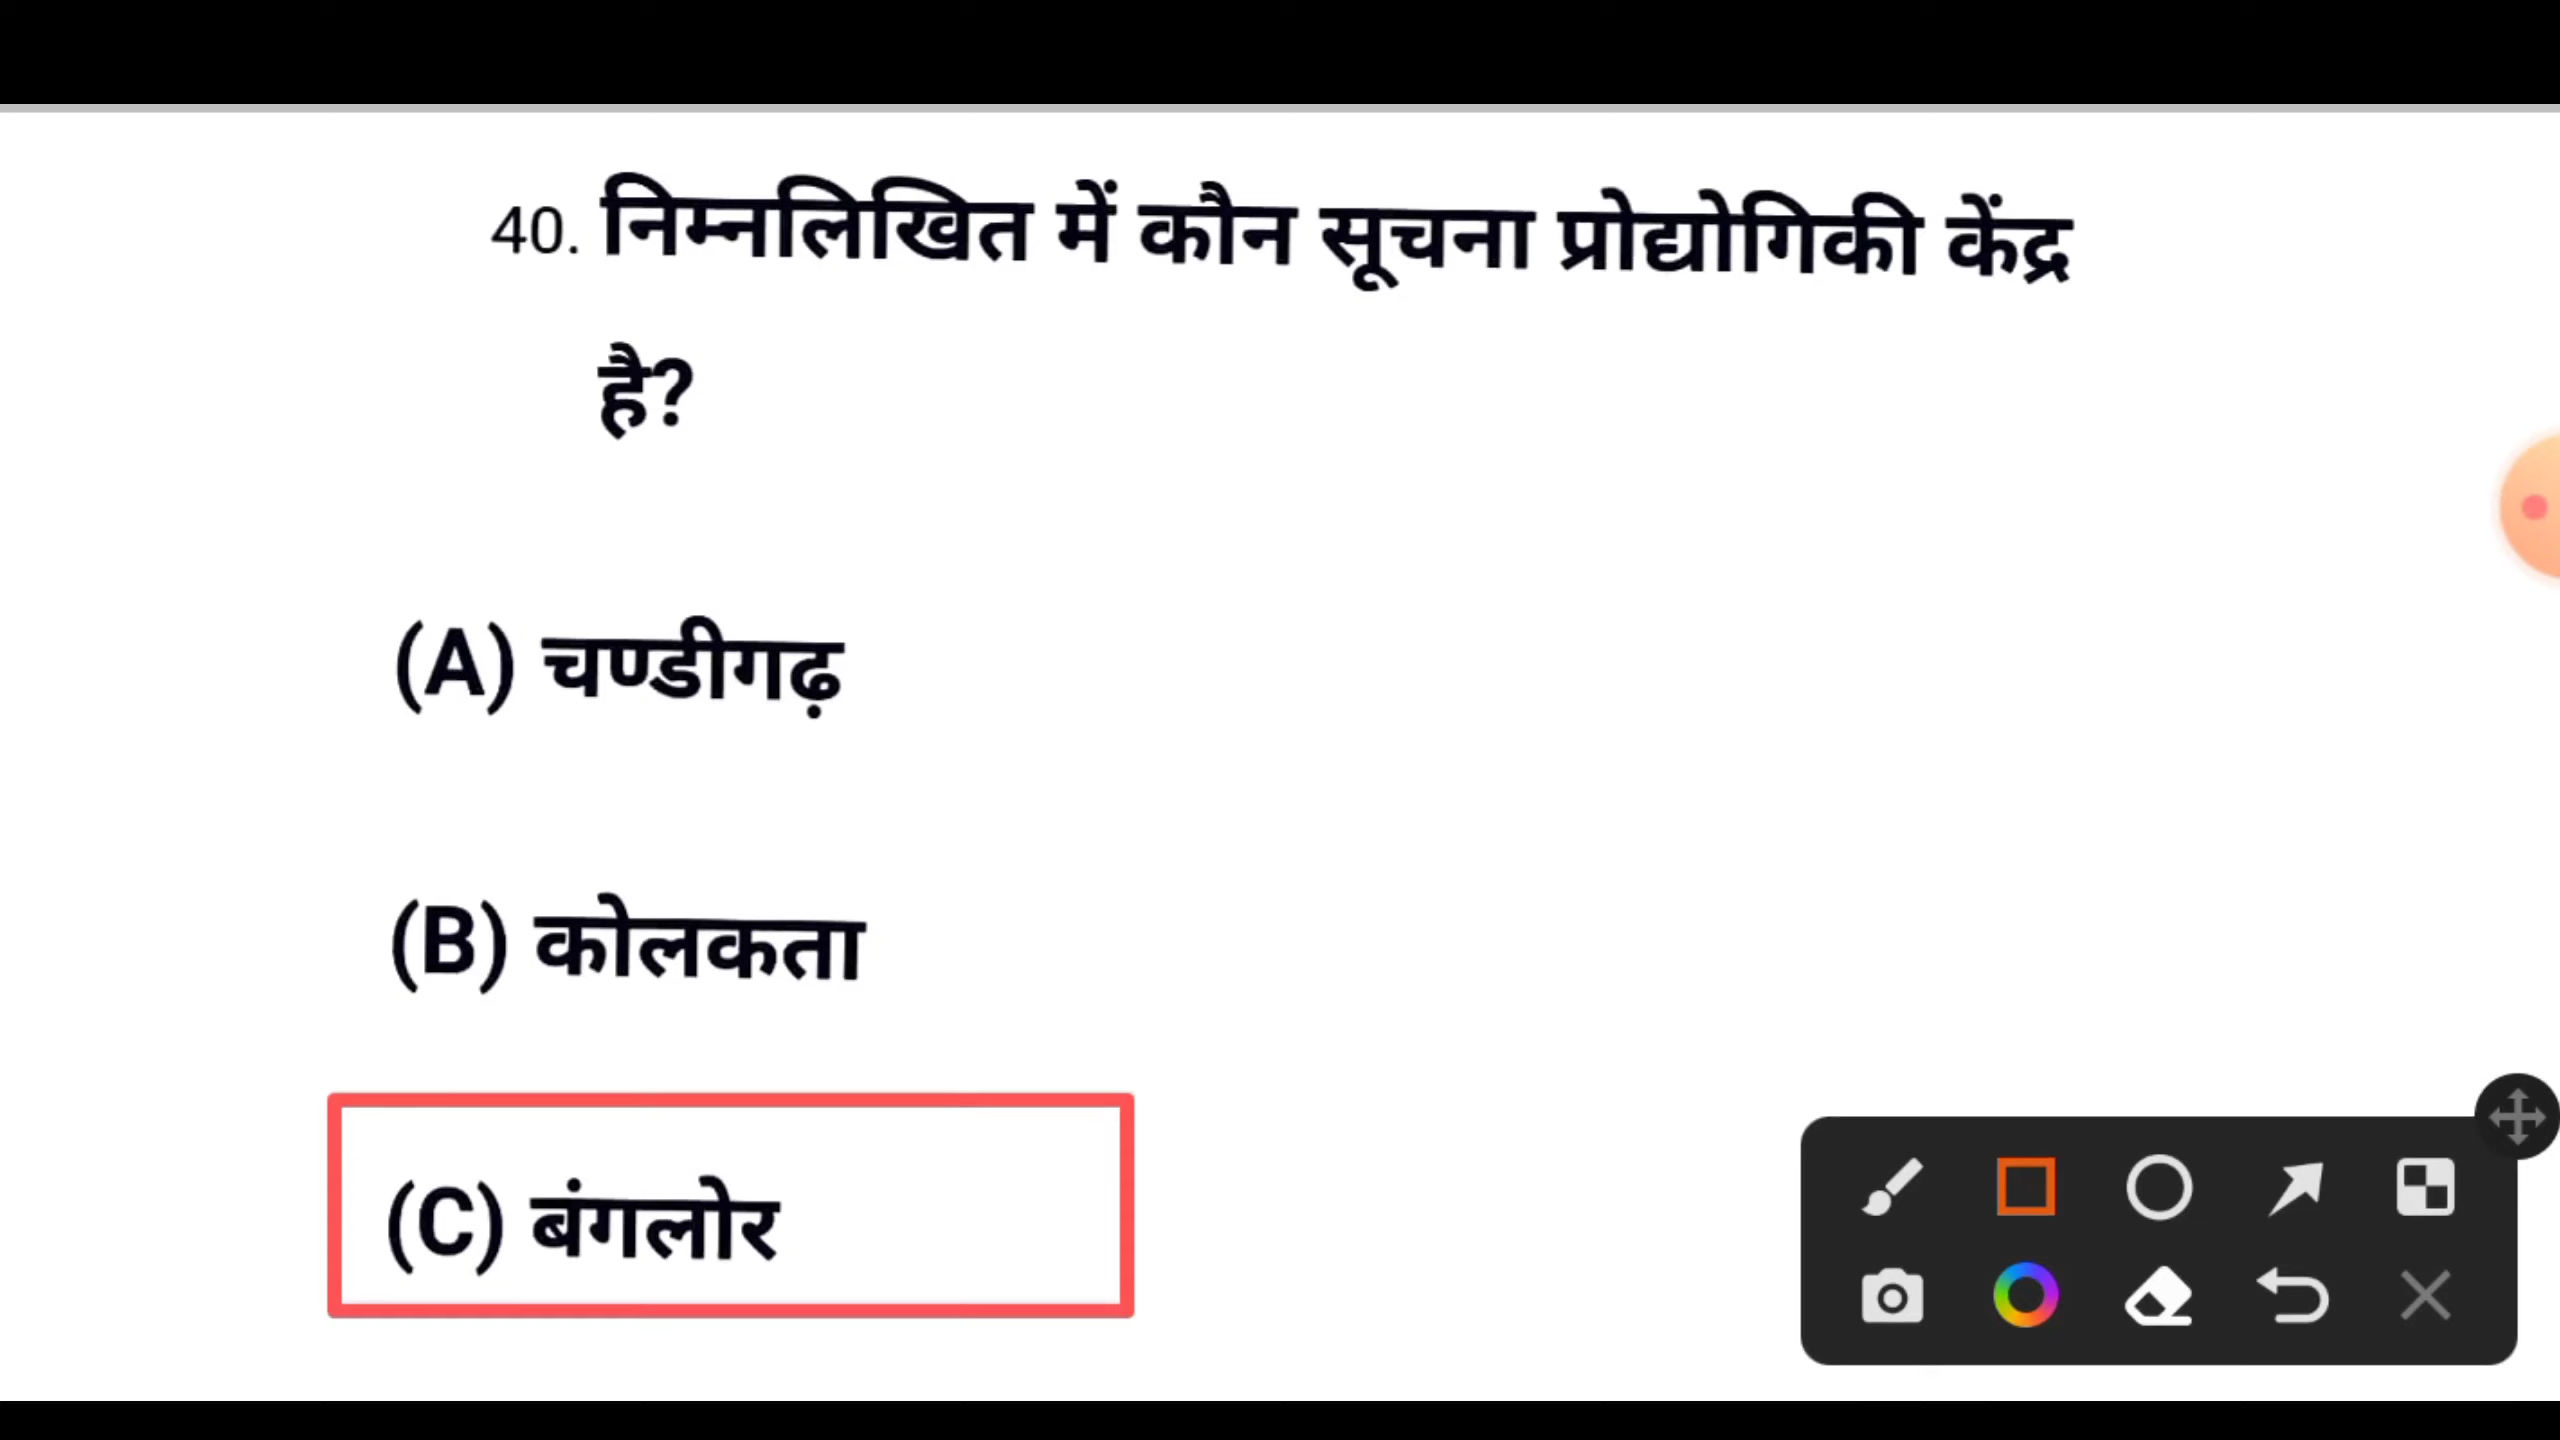 40. निम्नलिखित में कौन सूचना प्रोद्योगिकी केंद्र
है?
(A) चण्डीगढ़
(B) कोलकता
(C) बंगलोर